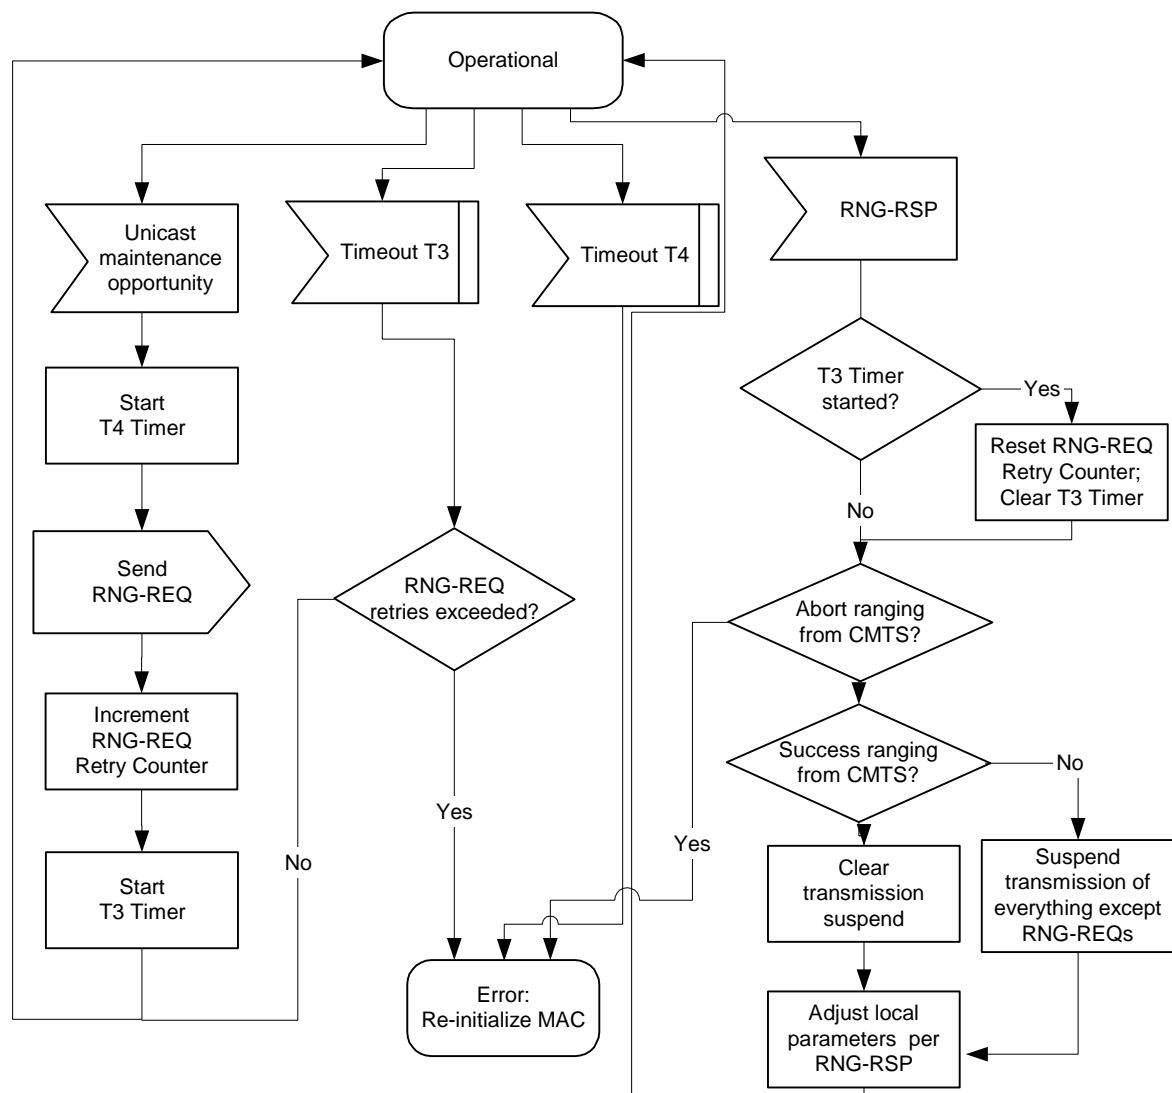 Operational
Unicast
maintenance
opportunity
Timeout T3
Timeout T4
RNG-RSP
Start
T4 Timer
T3 Timer
started?
Yes
Reset RNG-REQ
Retry Counter;
Clear T3 Timer
No
Send
RNG-REQ
RNG-REQ
retries exceeded?
Abort ranging
from CMTS?
Increment
RNG-REQ
Retry Counter
Success ranging
from CMTS?
No
Yes
Yes
No
Start
T3 Timer
Clear
transmission
suspend
Suspend
transmission of
everything except
RNG-REQs
Error:
Re-initialize MAC
Adjust local
parameters per
RNG-RSP